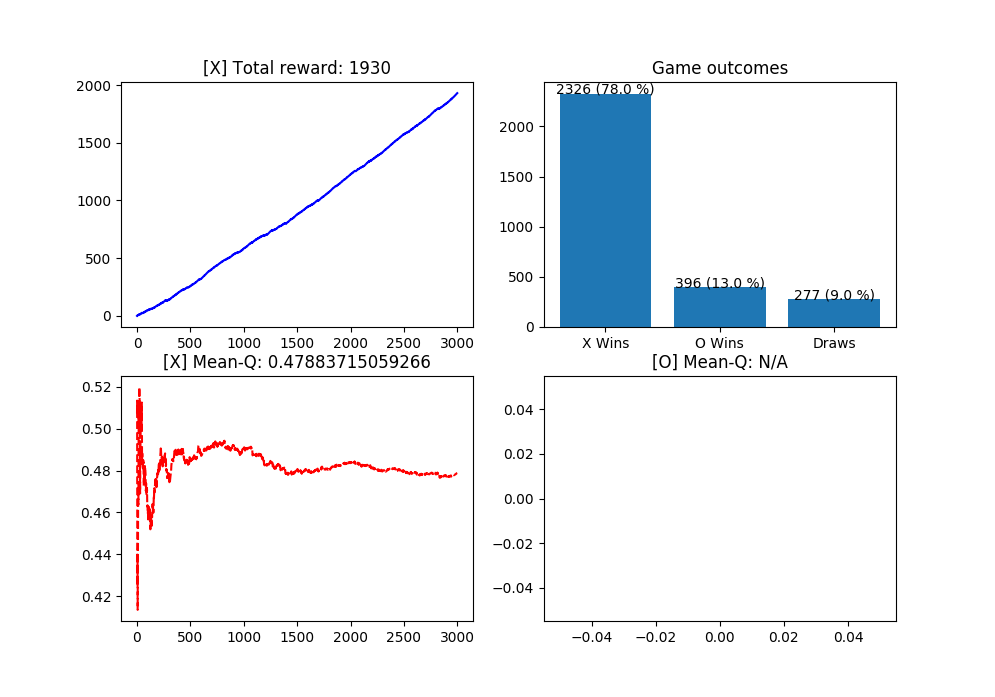 [X] Total reward: 1930
2000
1500
1000
500
0
0 500 1000 1500 2000 2500 3000
Game outcomes
2326 (78.0 %)
396 (13.0 %)
277 (9.0 %)
2000
1500
1000
500
0
X Wins O Wins Draws
[X] Mean-Q: 0.47883715059266
0.52
0.50
0.48
0.46
0.44
0.42
0 500 1000 1500 2000 2500 3000
[O] Mean-Q: N/A
0.04
0.02
0.00
−0.02
−0.04
−0.04 −0.02 0.00 0.02 0.04